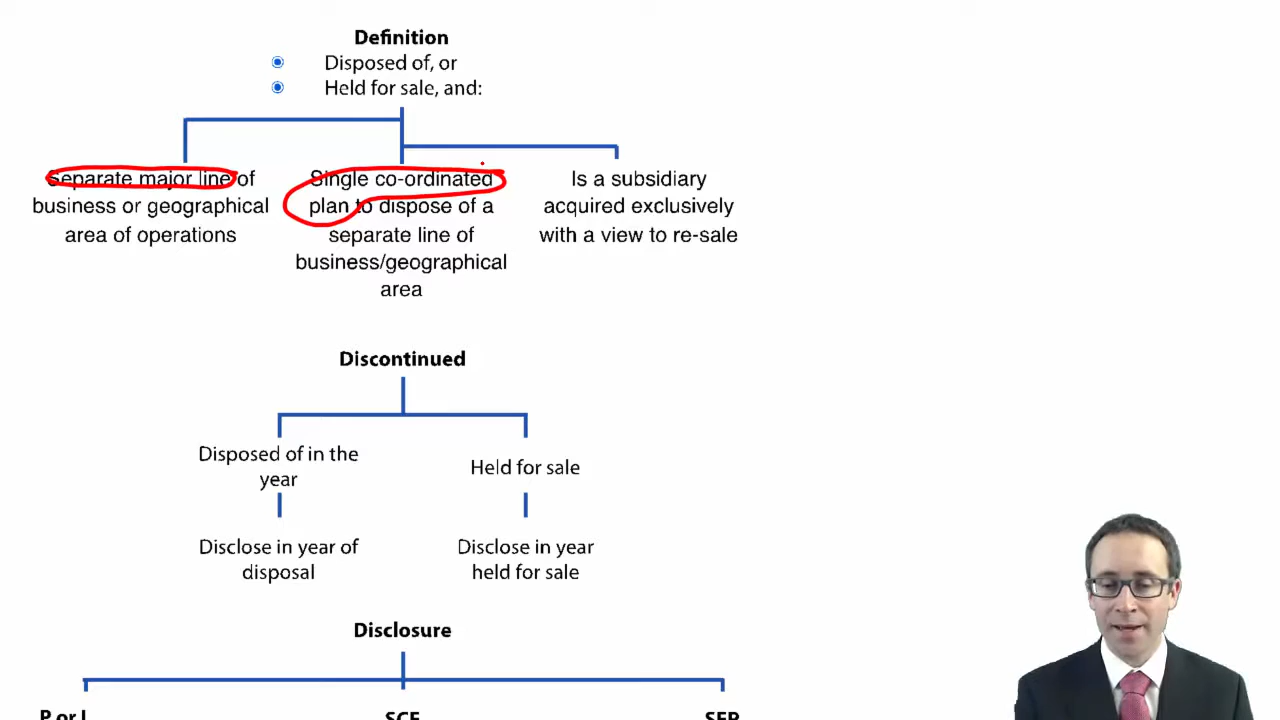 Definition
Disposed of, or
Held for sale, and:
Separate major line of
business or geographical
area of operations
Single co-ordinated
plan to dispose of a
separate line of
business/geographical
area
Is a subsidiary
acquired exclusively
with a view to re-sale
Discontinued
Disposed of in the
year
Held for sale
Disclose in year of
disposal
Disclose in year
held for sale
Disclosure
P or L
SCF
SFP